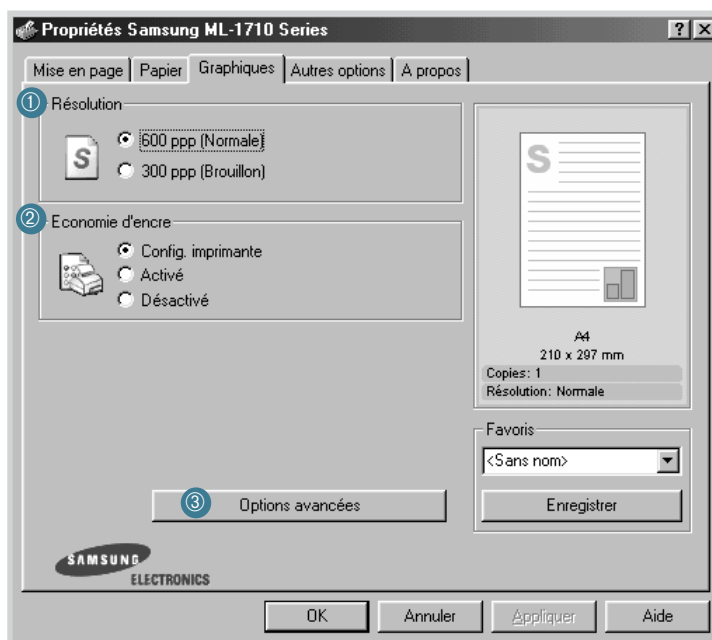 Propriétés Samsung ML-1710 Series
Mise en page Papier Graphiques Autres options A propos
① Résolution
600 ppp (Normale)
300 ppp (Brouillon)
② Economie d'encre
Config. imprimante
Activé
Désactivé
③ Options avancées
A4
210 x 297 mm
Copies: 1
Résolution: Normale
Favoris
<Sans nom>
Enregistrer
SAMSUNG
ELECTRONICS
OK Annuler Appliquer Aide